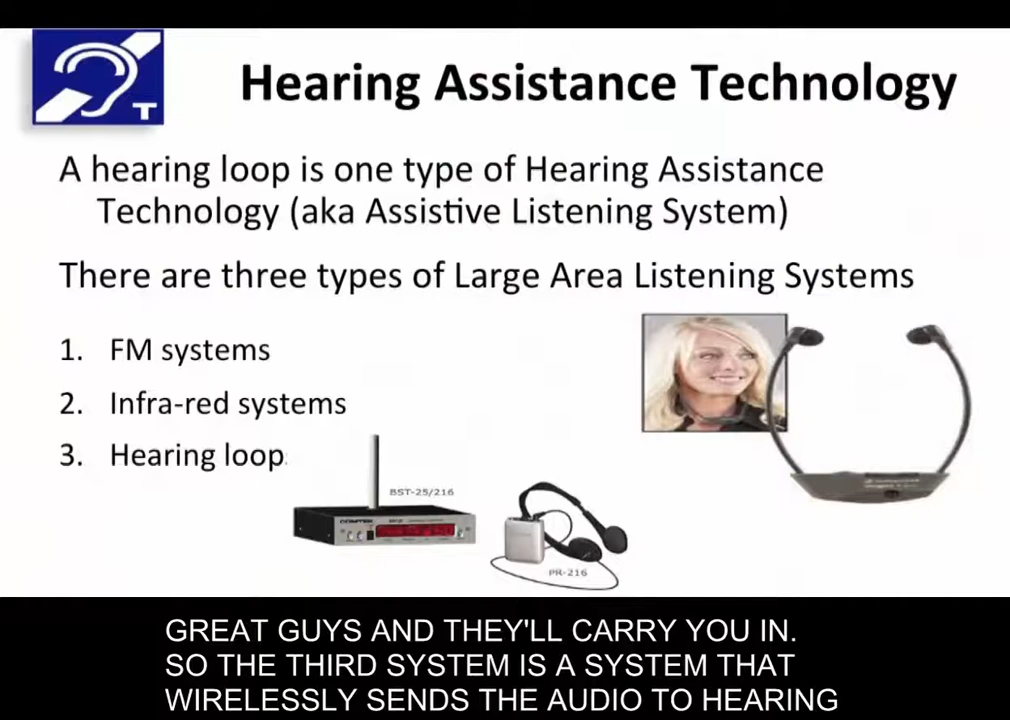 T
Hearing Assistance Technology
A hearing loop is one type of Hearing Assistance
Technology (aka Assistive Listening System)
There are three types of Large Area Listening Systems
1. FM systems
2. Infra-red systems
3. Hearing loop
BST-25/216
COMTEK
PR-216
GREAT GUYS AND THEY'LL CARRY YOU IN.
SO THE THIRD SYSTEM IS A SYSTEM THAT
WIRELESSLY SENDS THE AUDIO TO HEARING